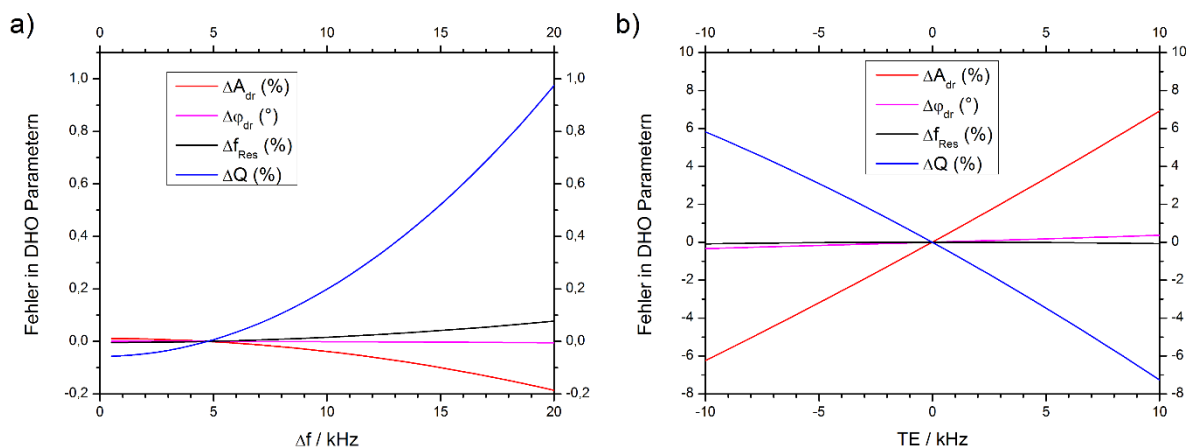 a)
0 5 10 15 20
1,0 1,0
0,8 0,8
0,6 0,6
0,4 0,4
0,2 0,2
0,0 0,0
-0,2 -0,2
0 5 10 15 20
Δf / kHz
Fehler in DHO Parametern
ΔA_dr (%)
Δφ_dr (°)
Δf_Res (%)
ΔQ (%)
b)
-10 -5 0 5 10
10 10
8 8
6 6
4 4
2 2
0 0
-2 -2
-4 -4
-6 -6
-8 -8
-10 -5 0 5 10
TE / kHz
Fehler in DHO Parametern
ΔA_dr (%)
Δφ_dr (°)
Δf_Res (%)
ΔQ (%)